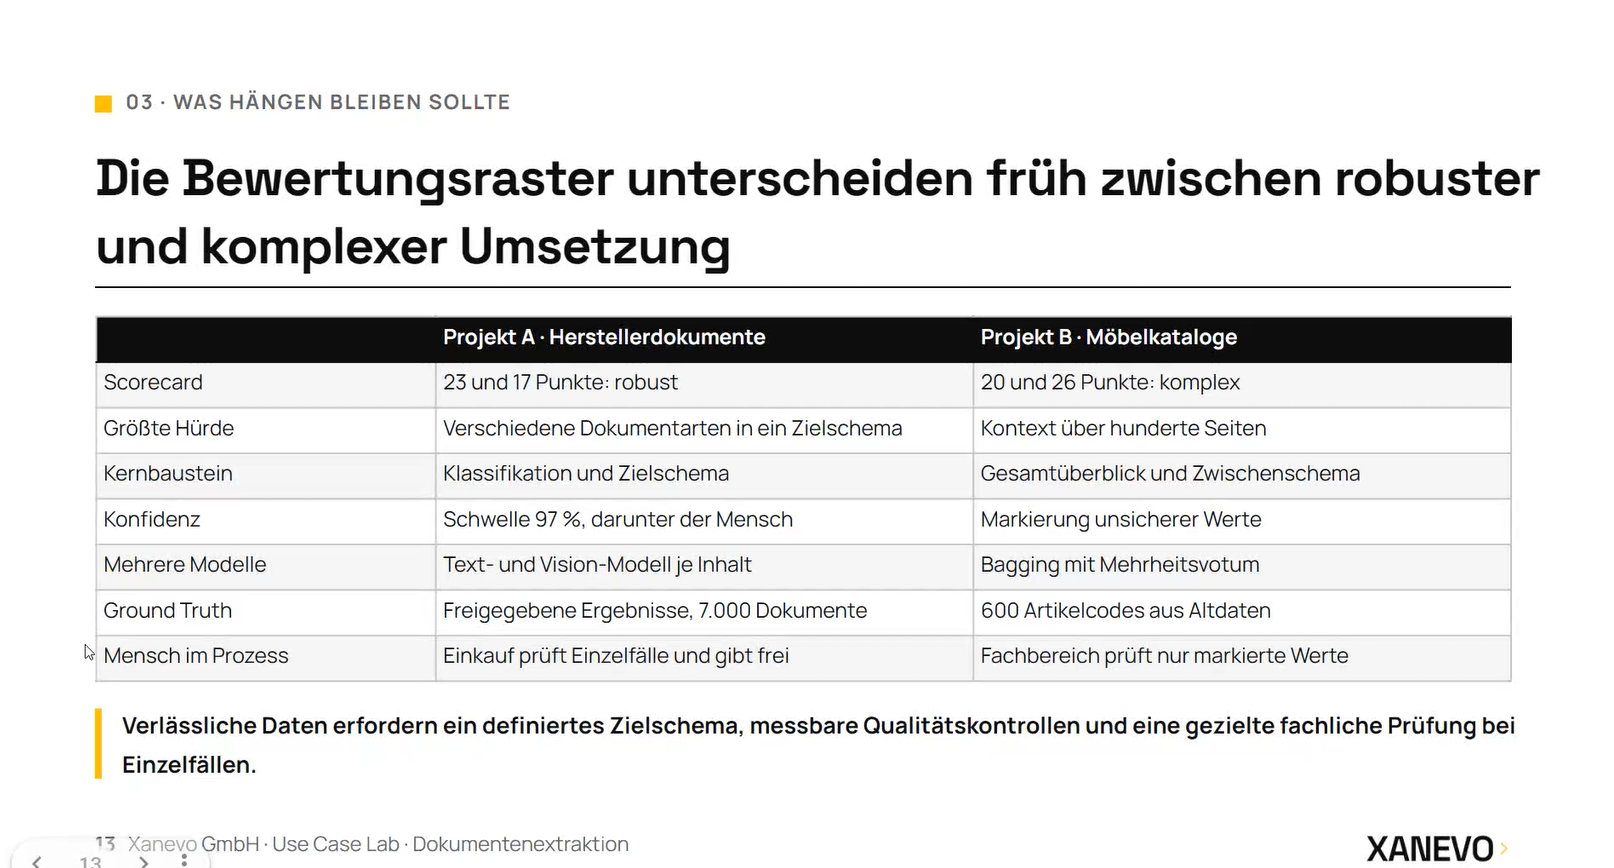 03 · WAS HÄNGEN BLEIBEN SOLLTE
Die Bewertungsraster unterscheiden früh zwischen robuster
und komplexer Umsetzung
Projekt A · Herstellerdokumente Projekt B · Möbelkataloge
Scorecard 23 und 17 Punkte: robust 20 und 26 Punkte: komplex
Größte Hürde Verschiedene Dokumentarten in ein Zielschema Kontext über hunderte Seiten
Kernbaustein Klassifikation und Zielschema Gesamtüberblick und Zwischenschema
Konfidenz Schwelle 97 %, darunter der Mensch Markierung unsicherer Werte
Mehrere Modelle Text- und Vision-Modell je Inhalt Bagging mit Mehrheitsvotum
Ground Truth Freigegebene Ergebnisse, 7.000 Dokumente 600 Artikelcodes aus Altdaten
Mensch im Prozess Einkauf prüft Einzelfälle und gibt frei Fachbereich prüft nur markierte Werte
Verlässliche Daten erfordern ein definiertes Zielschema, messbare Qualitätskontrollen und eine gezielte fachliche Prüfung bei
Einzelfällen.
13 Xanevo GmbH · Use Case Lab · Dokumentenextraktion
XANEVO
13